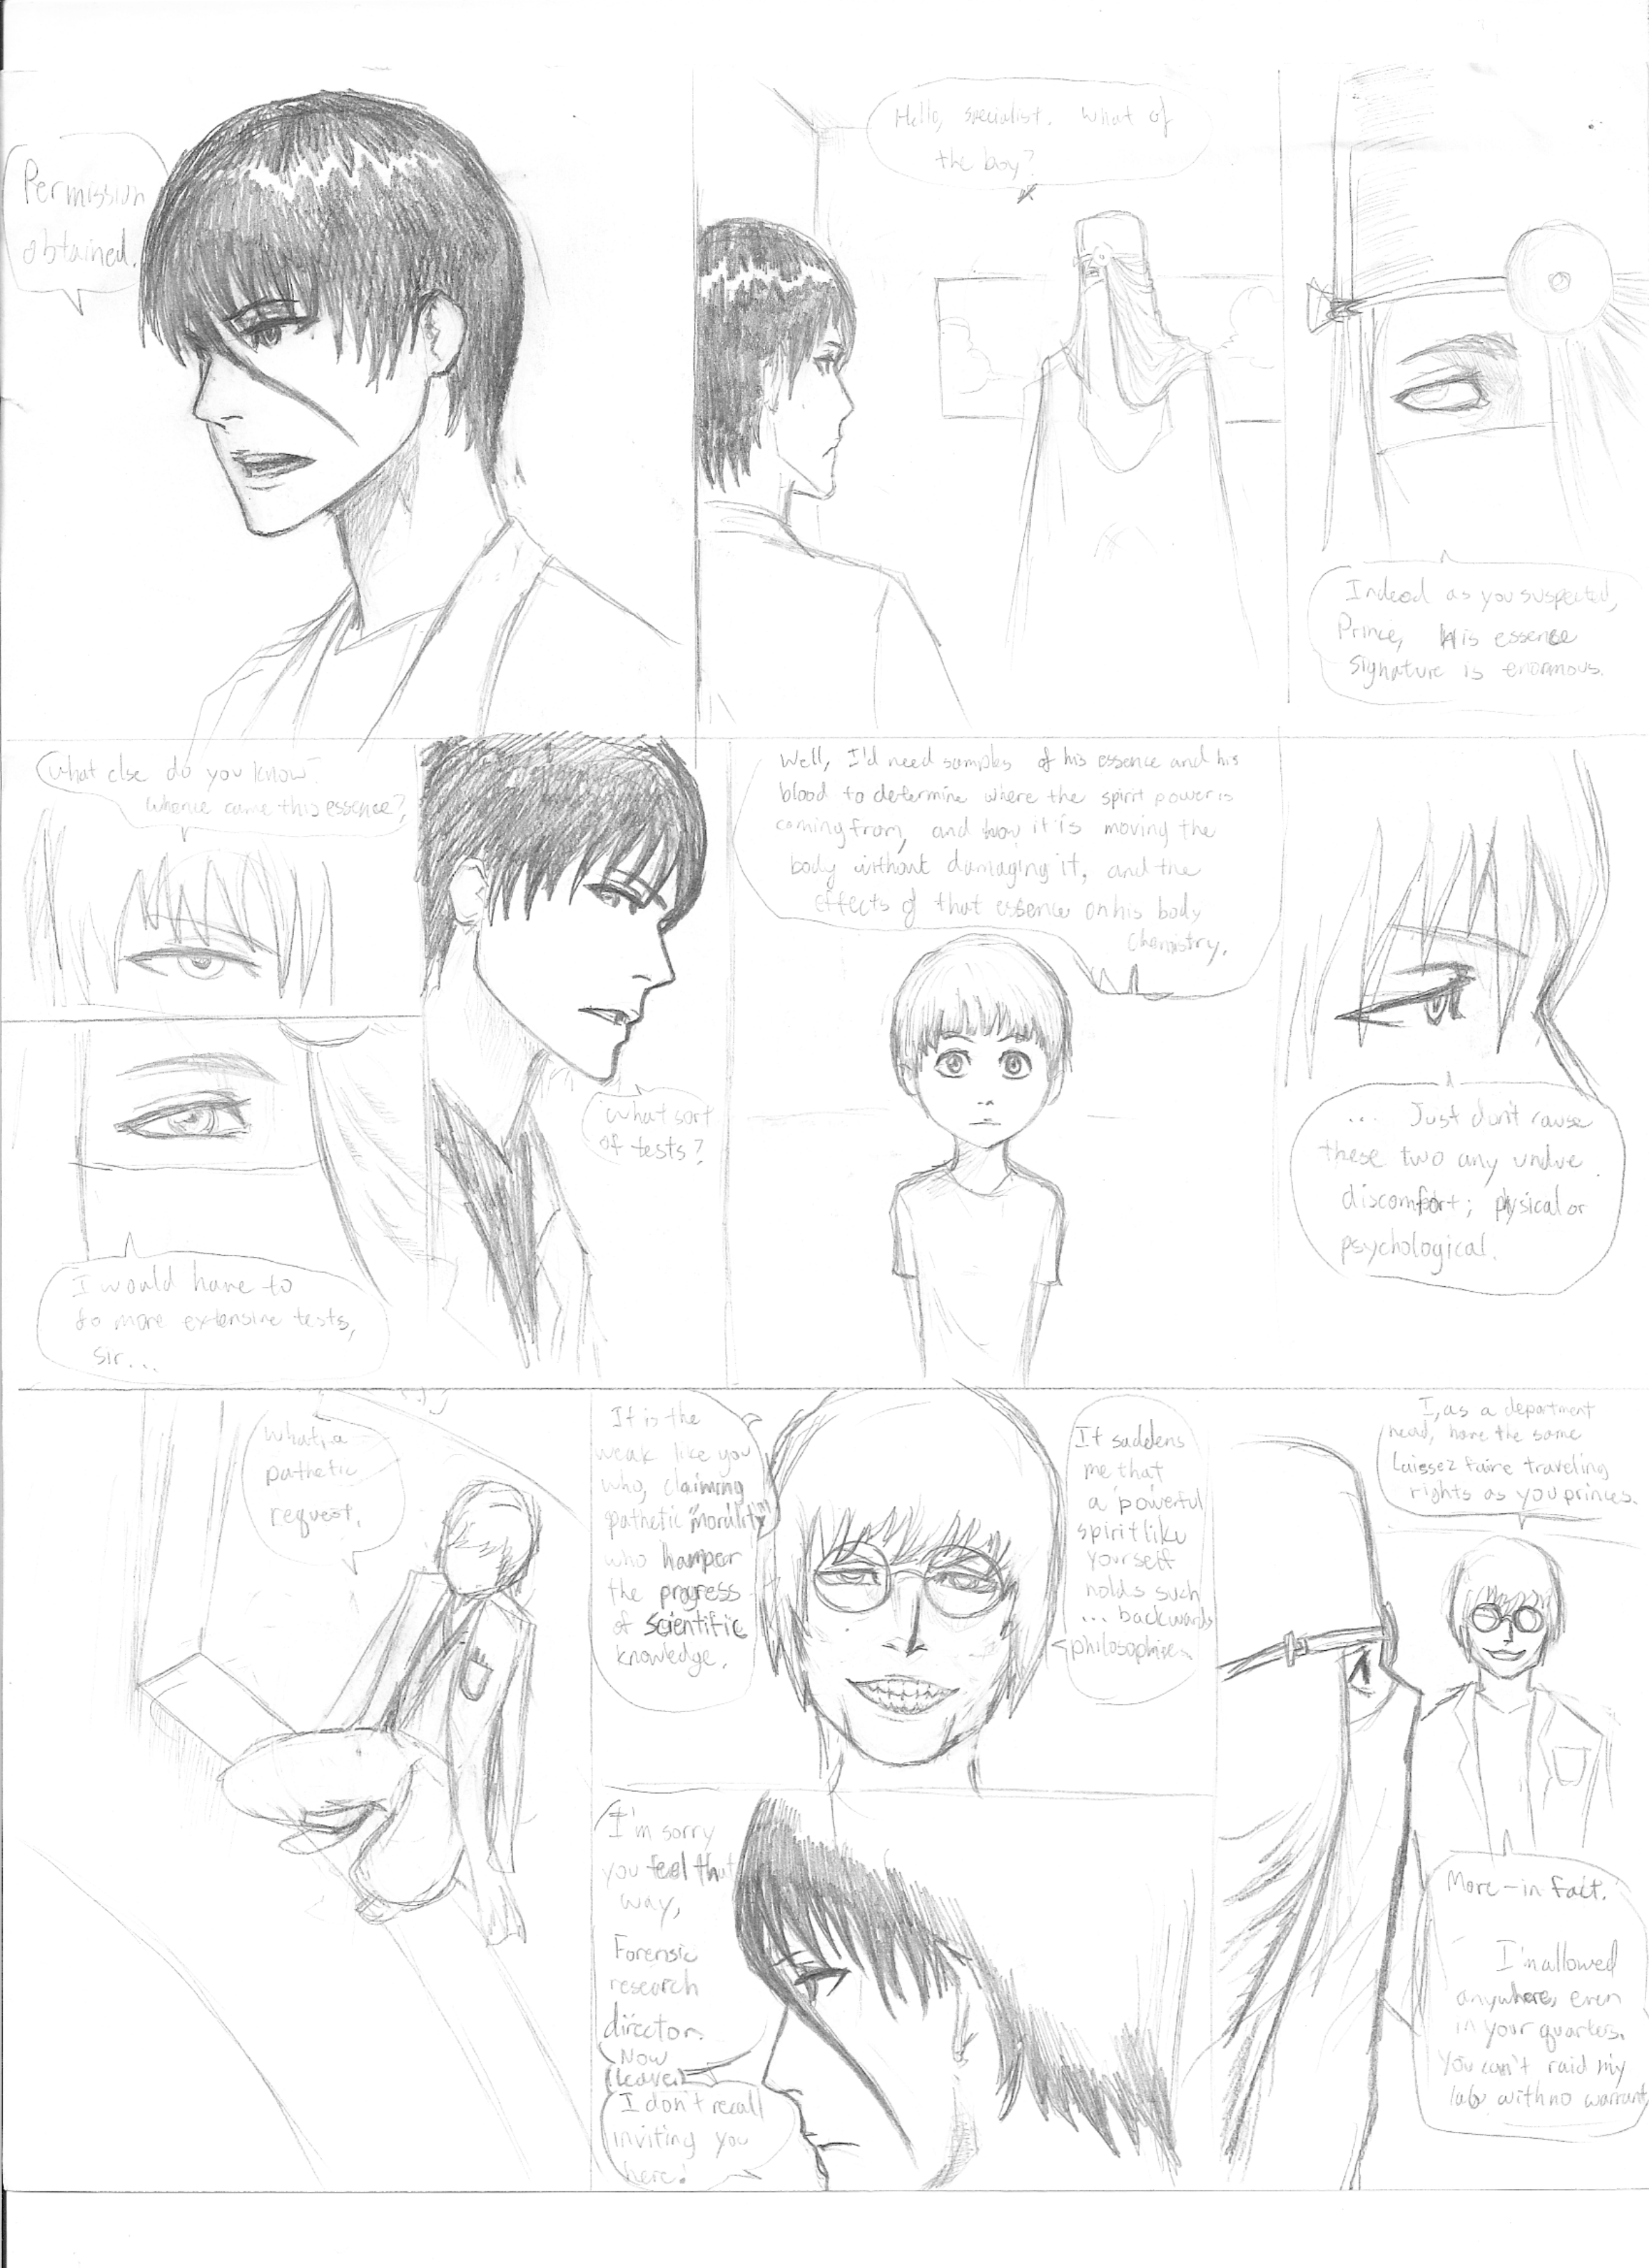 Permission
obtained.
Hello, specialist. What of
the boy?
Indeed as you suspected,
Prince, His essence
signature is enormous.
What else do you know-
whence came this essence?
I would have to
do more extensive tests,
sir...
What sort
of tests?
Well, I'd need samples of his essence and his
blood to determine where the spirit power is
coming from, and how it is moving the
body without damaging it, and the
effects of that essence on his body
chemistry.
... Just don't cause
these two any undue
discomfort; physical or
psychological.
What a
pathetic
request.
It is the
weak like you
who, claiming
pathetic "morality"
who hamper
the progress
of scientific
knowledge.
It saddens
me that
a powerful
spirit like
yourself
holds such
... backwards
philosophies.
I'm sorry
you feel that
way,
Forensic
research
director.
Now
leave!
I don't recall
inviting you
here!
I, as a department
head, have the same
Laissez faire traveling
rights as you princes.
More-in fact.
I'm allowed
anywhere, even
in your quarters.
You can't raid my
lab with no warrant